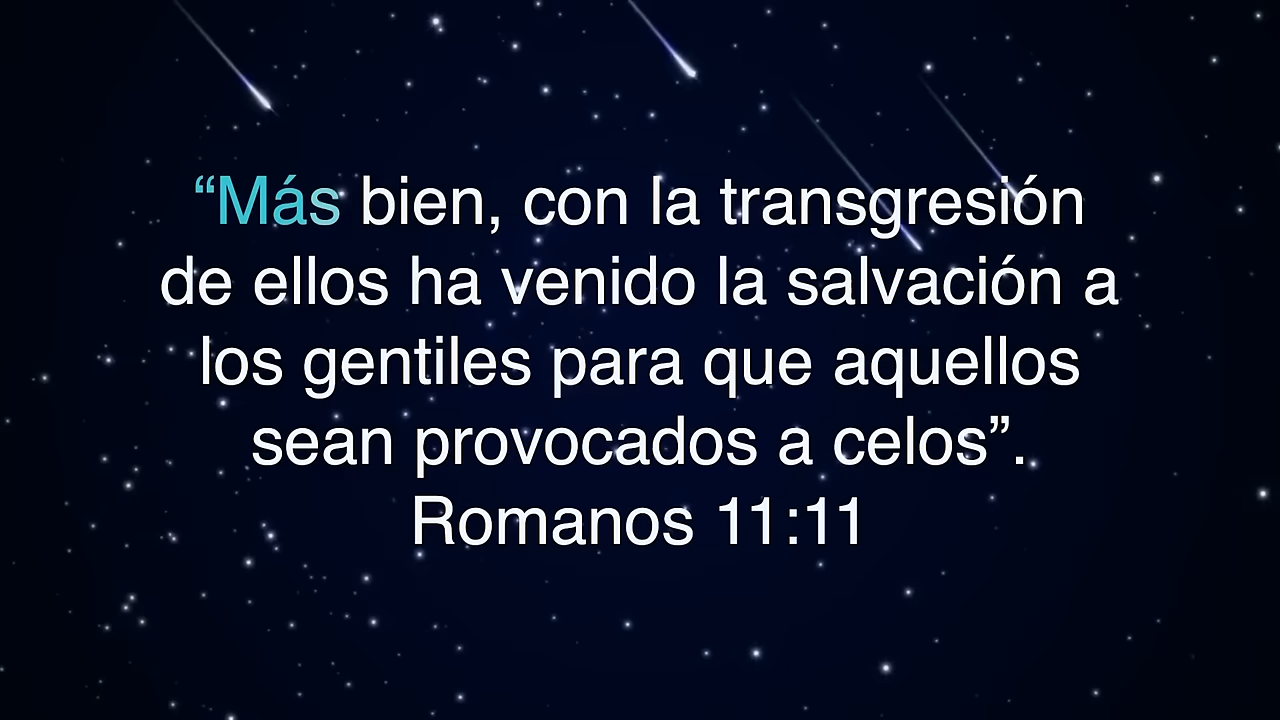 “Más bien, con la transgresión
de ellos ha venido la salvación a
los gentiles para que aquellos
sean provocados a celos”.
Romanos 11:11